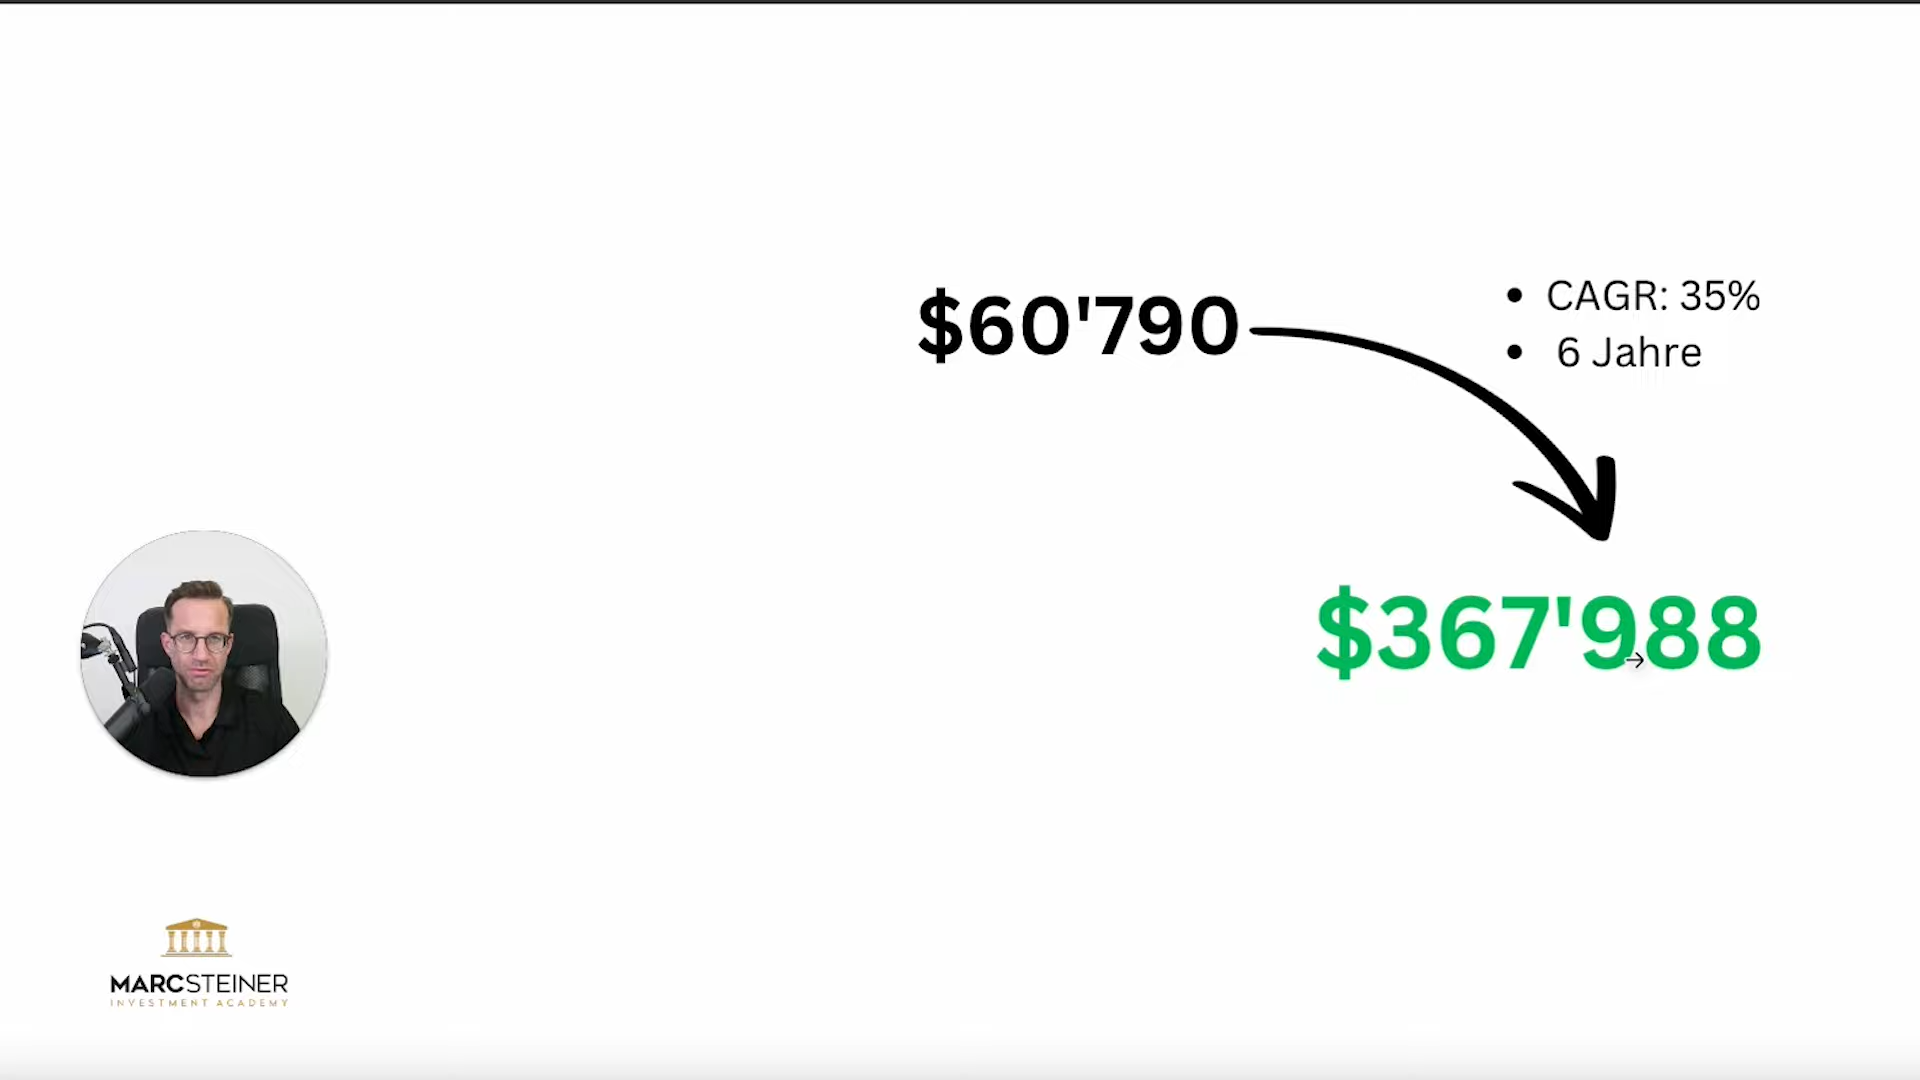 $60'790
• CAGR: 35%
• 6 Jahre
$367'988
MARCSTEINER
INVESTMENT ACADEMY